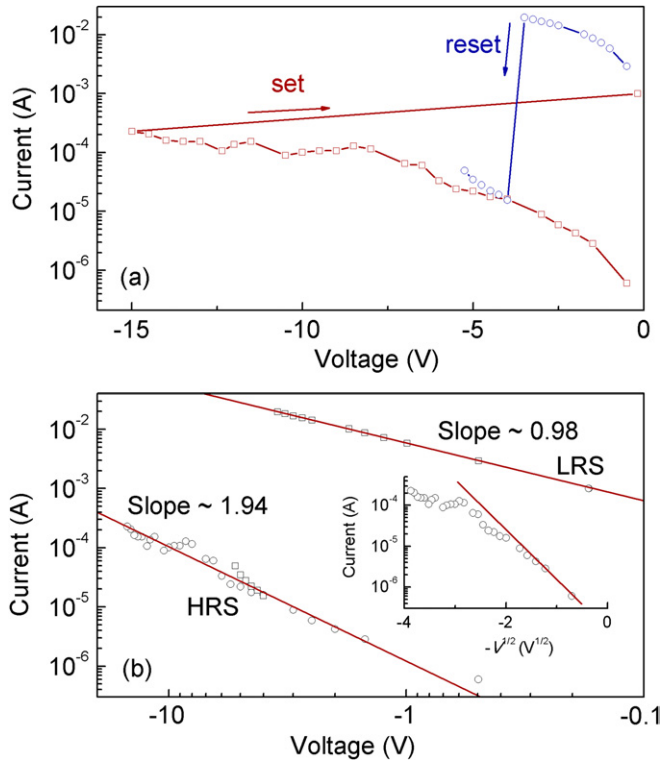 10⁻²
10⁻³
10⁻⁴
10⁻⁵
10⁻⁶
Current (A)
set
reset
(a)
-15
-10
-5
0
Voltage (V)
10⁻²
10⁻³
10⁻⁴
10⁻⁵
10⁻⁶
Current (A)
Slope ~ 0.98
LRS
Slope ~ 1.94
HRS
(b)
10⁻⁴
10⁻⁵
10⁻⁶
Current (A)
-4
-2
0
-V¹/² (V¹/²)
-10
-1
-0.1
Voltage (V)